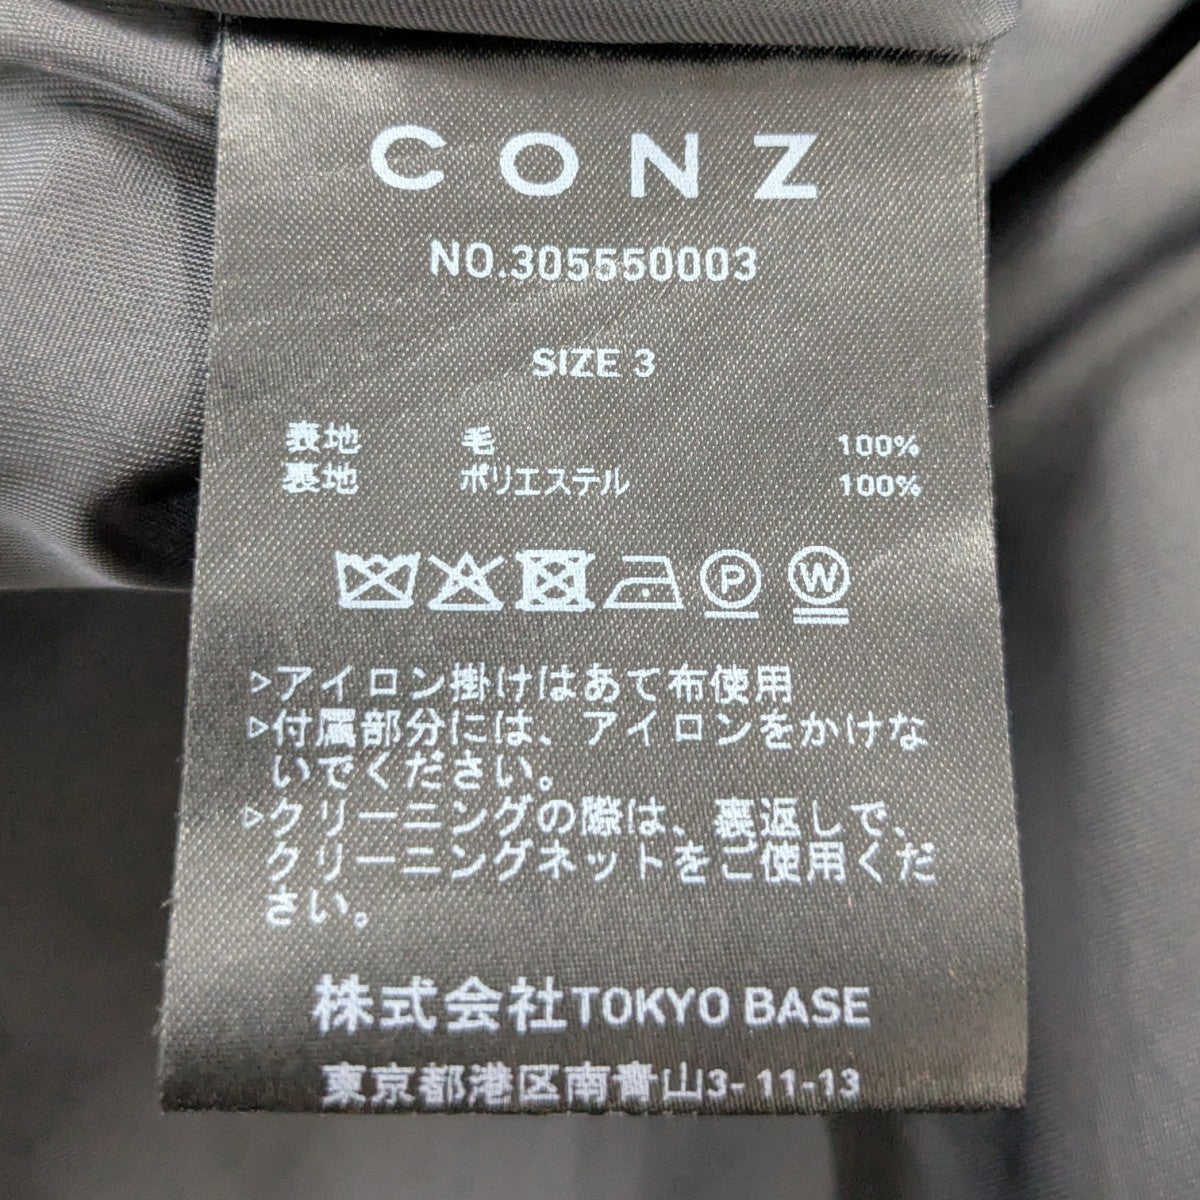 CONZ
NO.305550003
SIZE 3
表地 毛 100%
裏地 ポリエステル 100%
P W
▷アイロン掛けはあて布使用
▷付属部分には、アイロンをかけな
いでください。
▷クリーニングの際は、裏返しで、
クリーニングネットをご使用くだ
さい。
株式会社TOKYO BASE
東京都港区南青山3-11-13